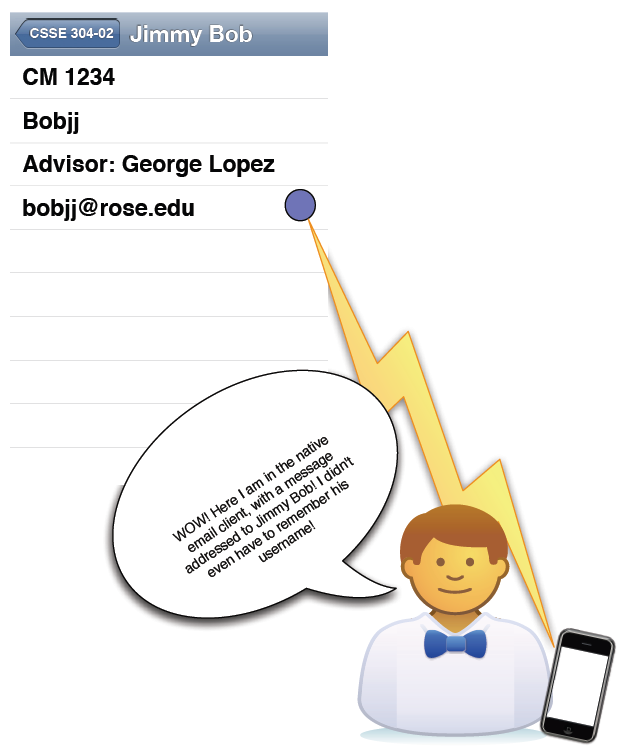 CSSE 304-02
Jimmy Bob
CM 1234
Bobjj
Advisor: George Lopez
bobjj@rose.edu
WOW! Here I am in the native
email client, with a message
addressed to Jimmy Bob! I didn't
even have to remember his
username!